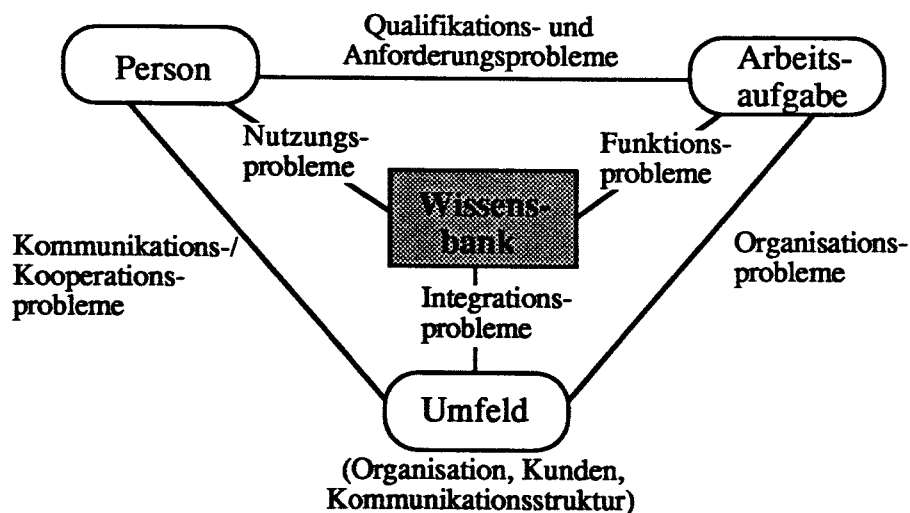 Qualifikations- und
Anforderungsprobleme
Person
Arbeits-
aufgabe
Nutzungs-
probleme
Funktions-
probleme
Wissens-
bank
Kommunikations-/
Kooperations-
probleme
Organisations-
probleme
Integrations-
probleme
Umfeld
(Organisation, Kunden,
Kommunikationsstruktur)